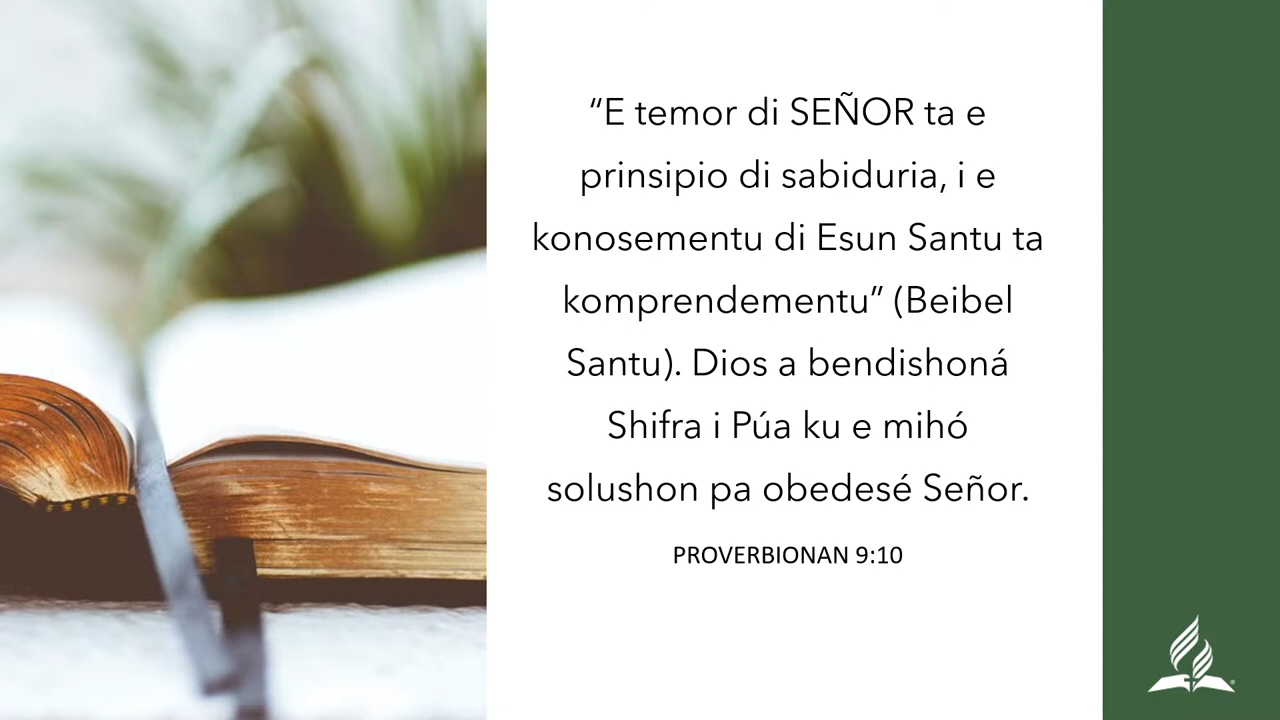 “E temor di SEÑOR ta e
prinsipio di sabiduria, i e
konosementu di Esun Santu ta
komprendementu” (Beibel
Santu). Dios a bendishoná
Shifra i Púa ku e mihó
solushon pa obedesé Señor.
PROVERBIONAN 9:10